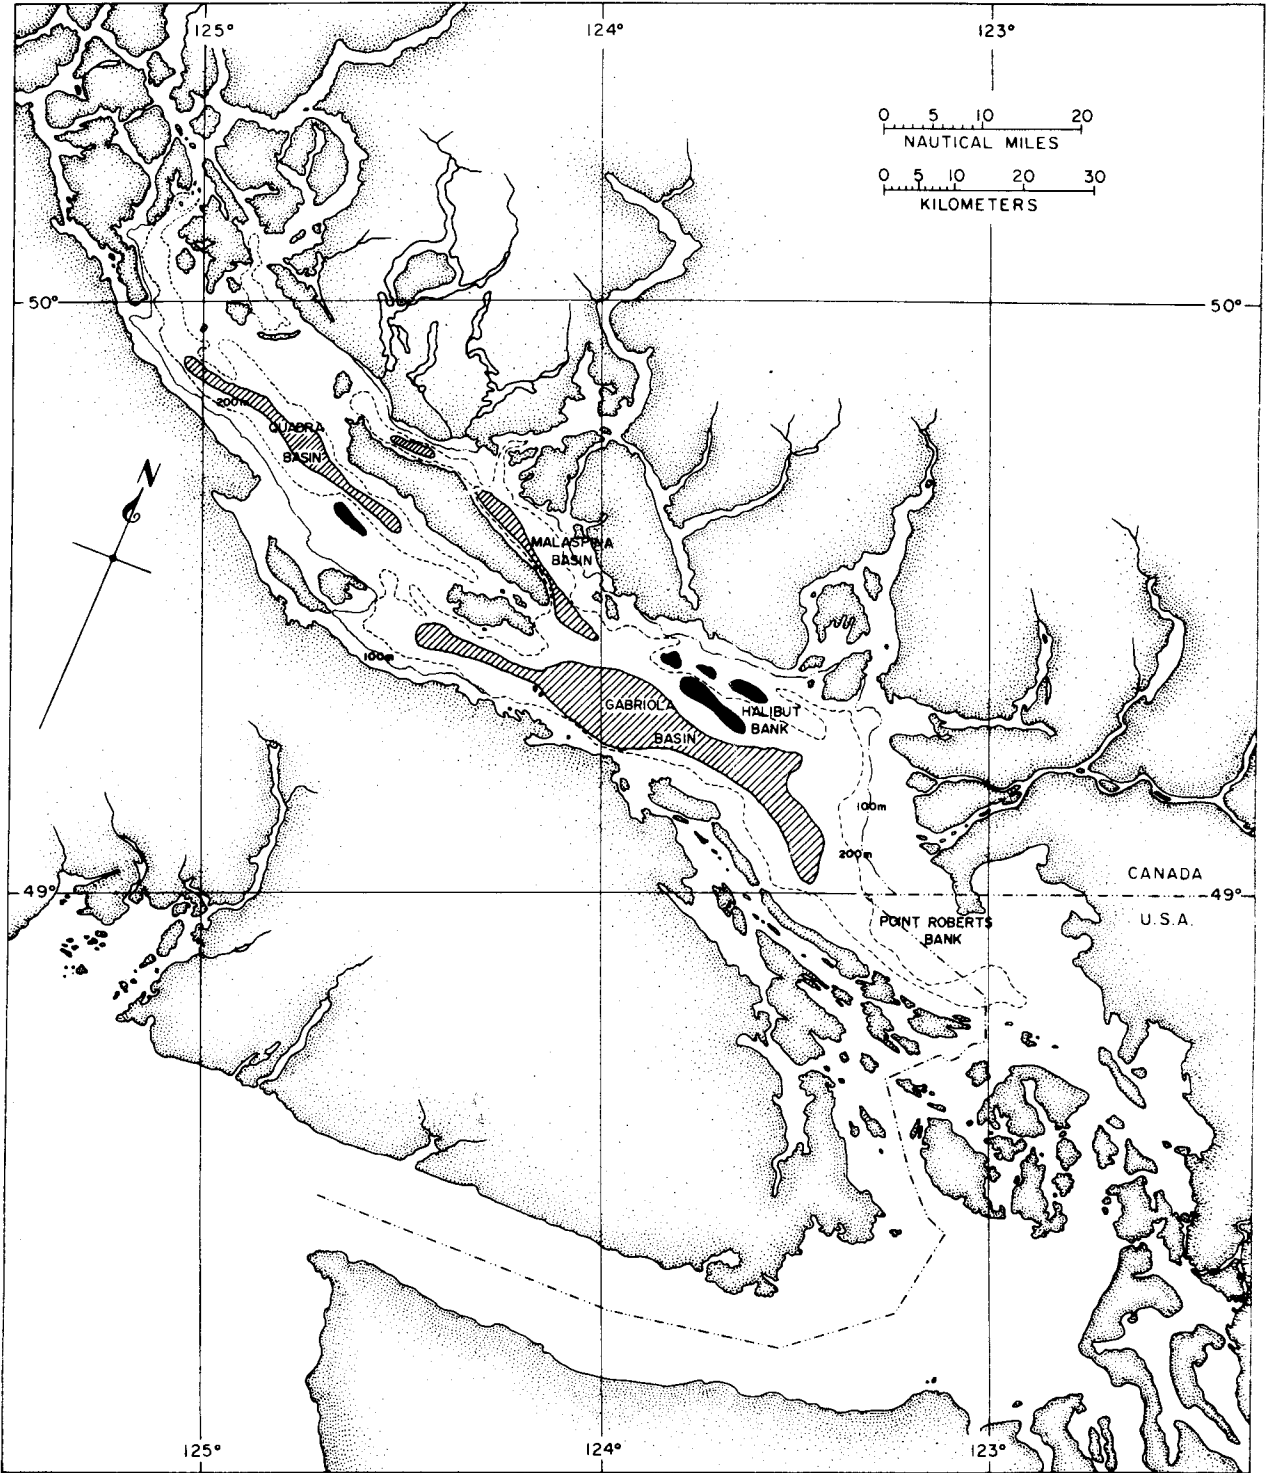 125° 124° 123°
0 5 10 20
NAUTICAL MILES
0 5 10 20 30
KILOMETERS
50° 50°
200m
QUADRA
BASIN
N
MALASPINA
BASIN
100m
GABRIOLA
BASIN
HALIBUT
BANK
100m
200m
CANADA
49° 49°
U.S.A.
POINT ROBERTS
BANK
125° 124° 123°